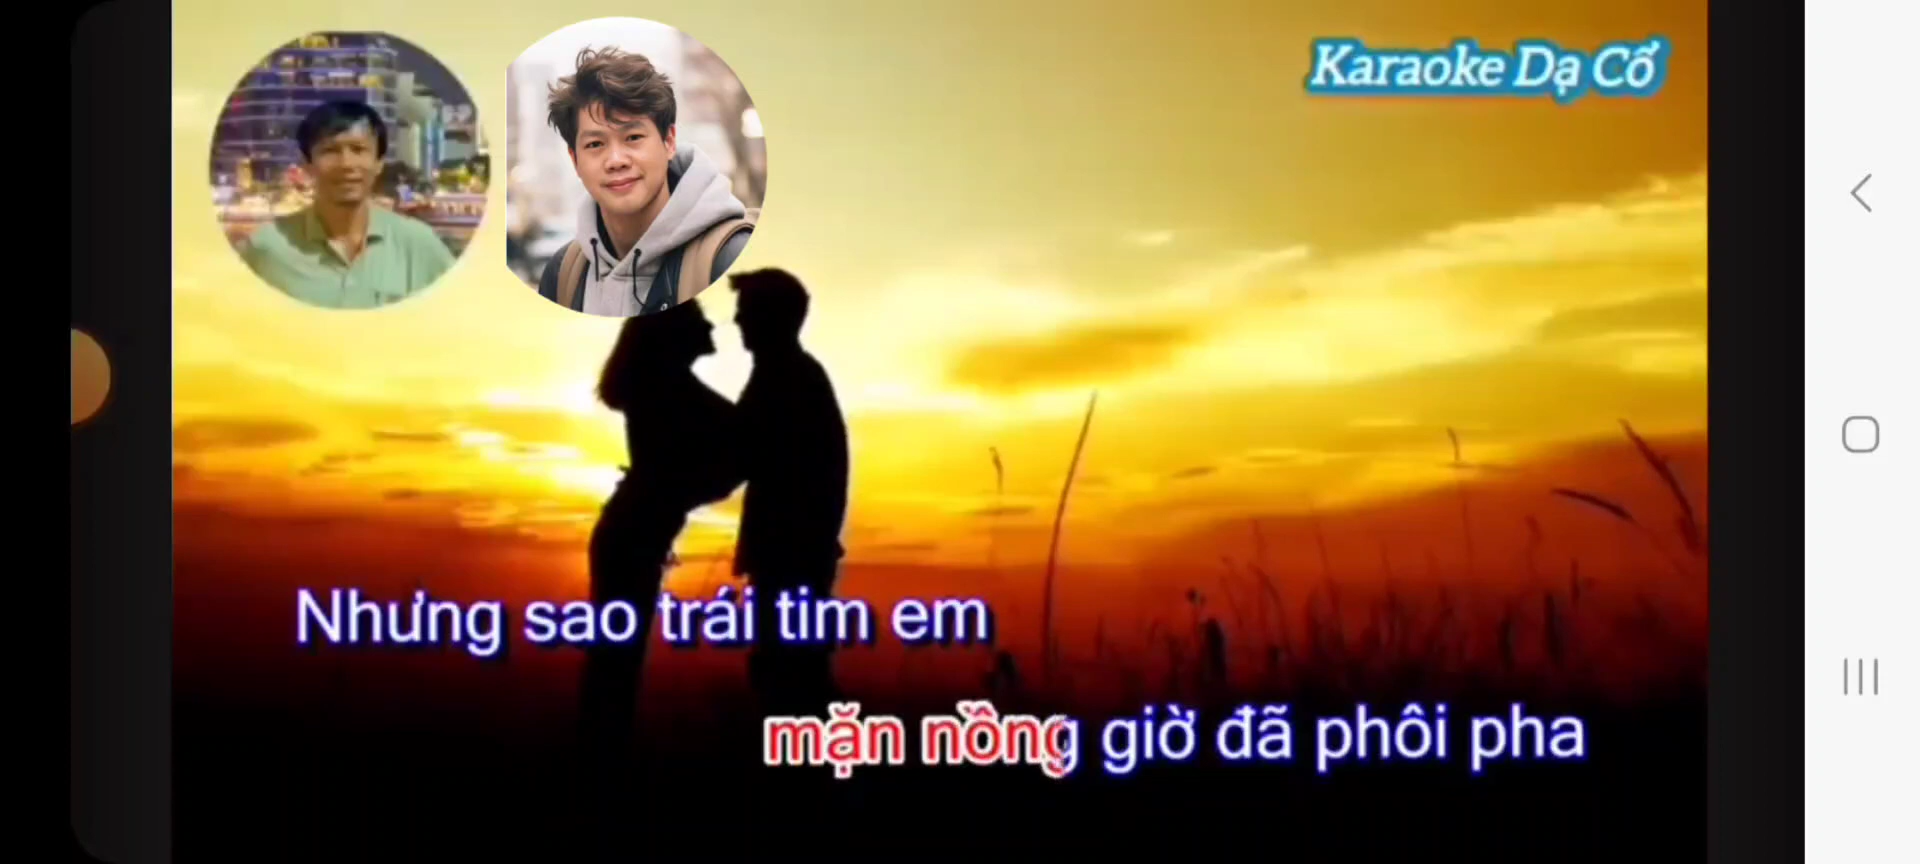 Karaoke Dạ Cổ
Nhưng sao trái tim em
mặn nồng giờ đã phôi pha